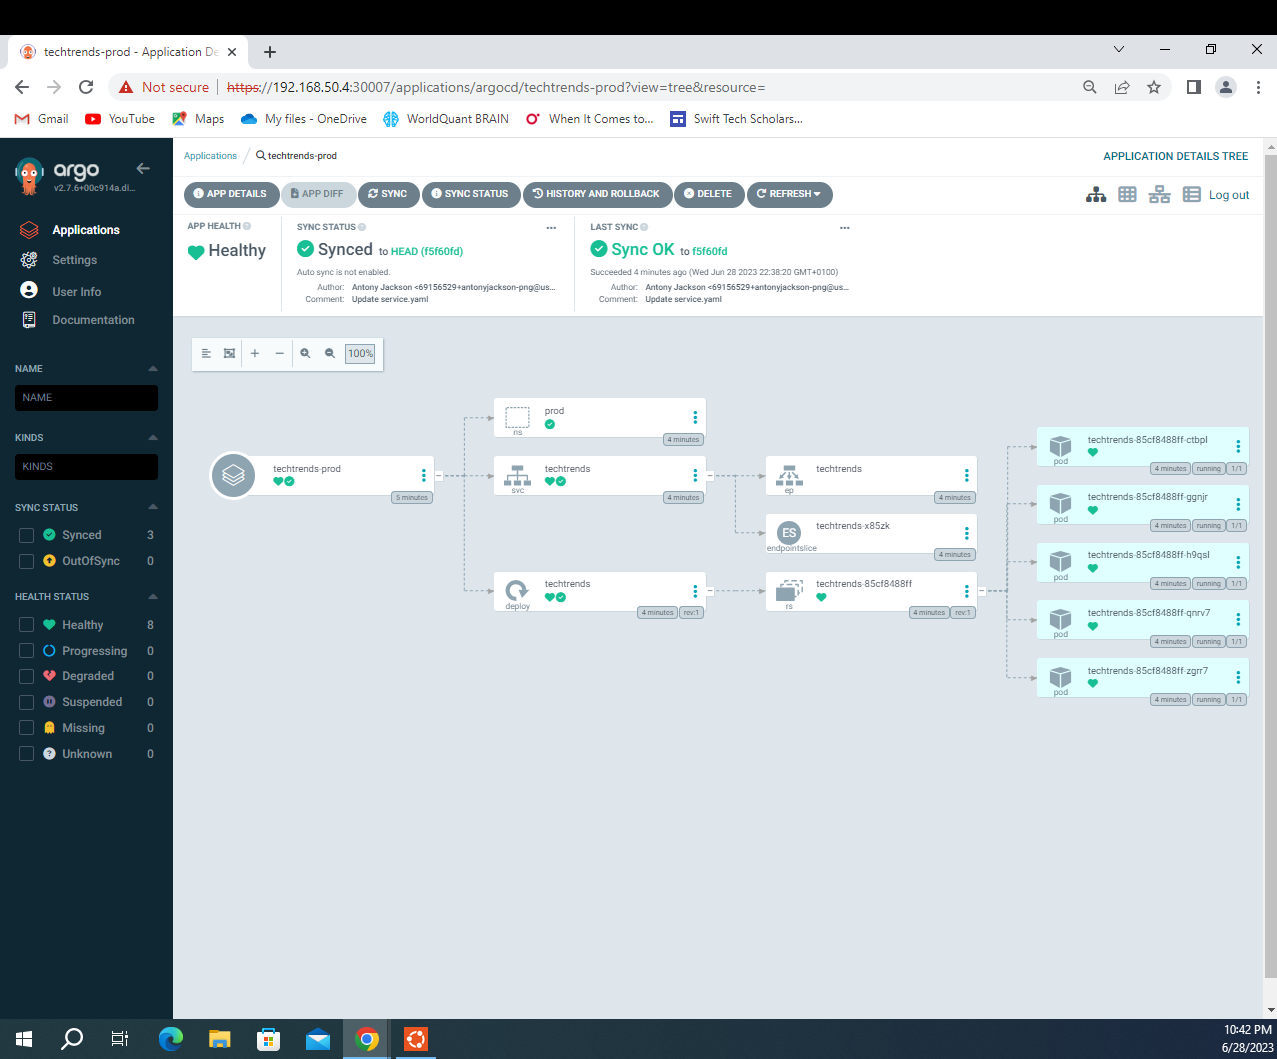 techtrends-prod - Application De
Not secure
https://192.168.50.4:30007/applications/argocd/techtrends-prod?view=tree&resource=
Gmail
YouTube
Maps
My files - OneDrive
WorldQuant BRAIN
When It Comes to...
Swift Tech Scholars...
argo
v2.7.6+00c914a.di...
Applications
Settings
User Info
Documentation
NAME
NAME
KINDS
KINDS
SYNC STATUS
Synced 3
OutOfSync 0
HEALTH STATUS
Healthy 8
Progressing 0
Degraded 0
Suspended 0
Missing 0
Unknown 0
Applications / techtrends-prod
APPLICATION DETAILS TREE
APP DETAILS
APP DIFF
SYNC
SYNC STATUS
HISTORY AND ROLLBACK
DELETE
REFRESH
Log out
APP HEALTH
Healthy
SYNC STATUS
Synced to HEAD (f5f60fd)
Auto sync is not enabled.
Author: Antony Jackson <69156529+antonyjackson-png@us...
Comment: Update service.yaml
LAST SYNC
Sync OK to f5f60fd
Succeeded 4 minutes ago (Wed Jun 28 2023 22:38:20 GMT+0100)
Author: Antony Jackson <69156529+antonyjackson-png@us...
Comment: Update service.yaml
100%
techtrends-prod
5 minutes
prod
ns
4 minutes
techtrends
svc
4 minutes
techtrends
deploy
4 minutes rev:1
techtrends
ep
4 minutes
ES
techtrends-x85zk
endpointslice
4 minutes
techtrends-85cf8488ff
rs
4 minutes rev:1
techtrends-85cf8488ff-ctbpl
pod
4 minutes running 1/1
techtrends-85cf8488ff-ggnjr
pod
4 minutes running 1/1
techtrends-85cf8488ff-h9qsl
pod
4 minutes running 1/1
techtrends-85cf8488ff-qnrv7
pod
4 minutes running 1/1
techtrends-85cf8488ff-zgrr7
pod
4 minutes running 1/1
10:42 PM
6/28/2023